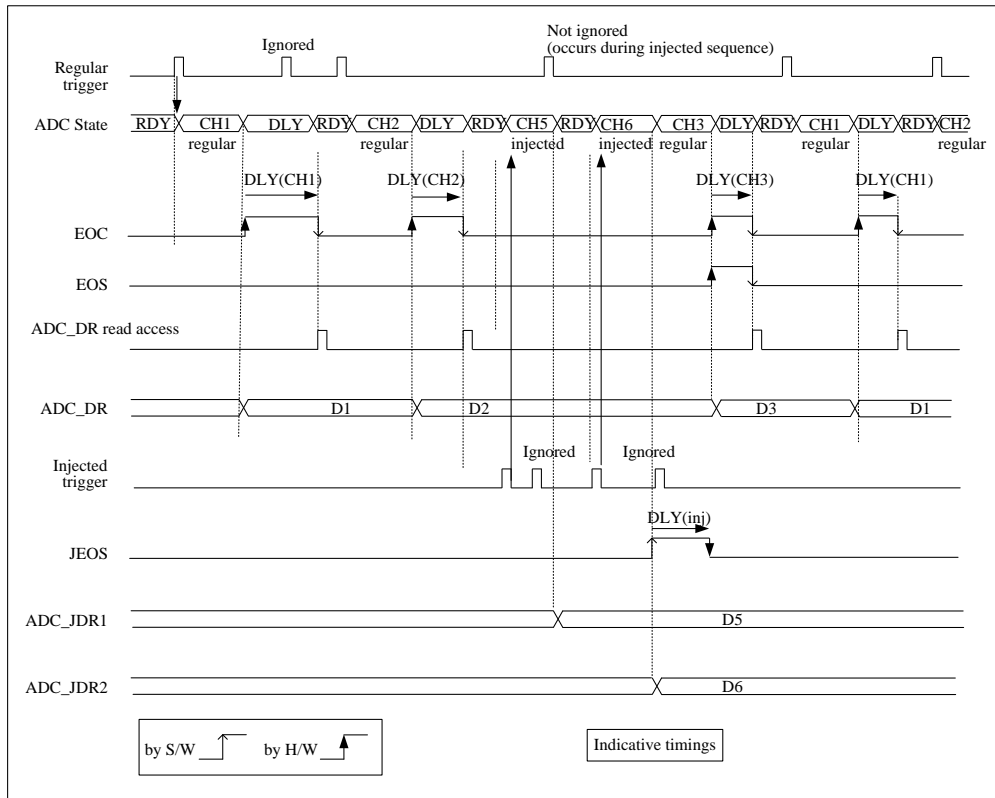 Ignored
Not ignored
(occurs during injected sequence)
Regular
trigger
ADC State
RDY CH1 DLY RDY CH2 DLY RDY CH5 RDY CH6 CH3 DLY RDY CH1 DLY RDY CH2
regular regular injected injected regular regular regular
DLY(CH1) DLY(CH2) DLY(CH3) DLY(CH1)
EOC
EOS
ADC_DR read access
ADC_DR D1 D2 D3 D1
Injected
trigger
Ignored Ignored
DLY(inj)
JEOS
ADC_JDR1 D5
ADC_JDR2 D6
by S/W by H/W Indicative timings